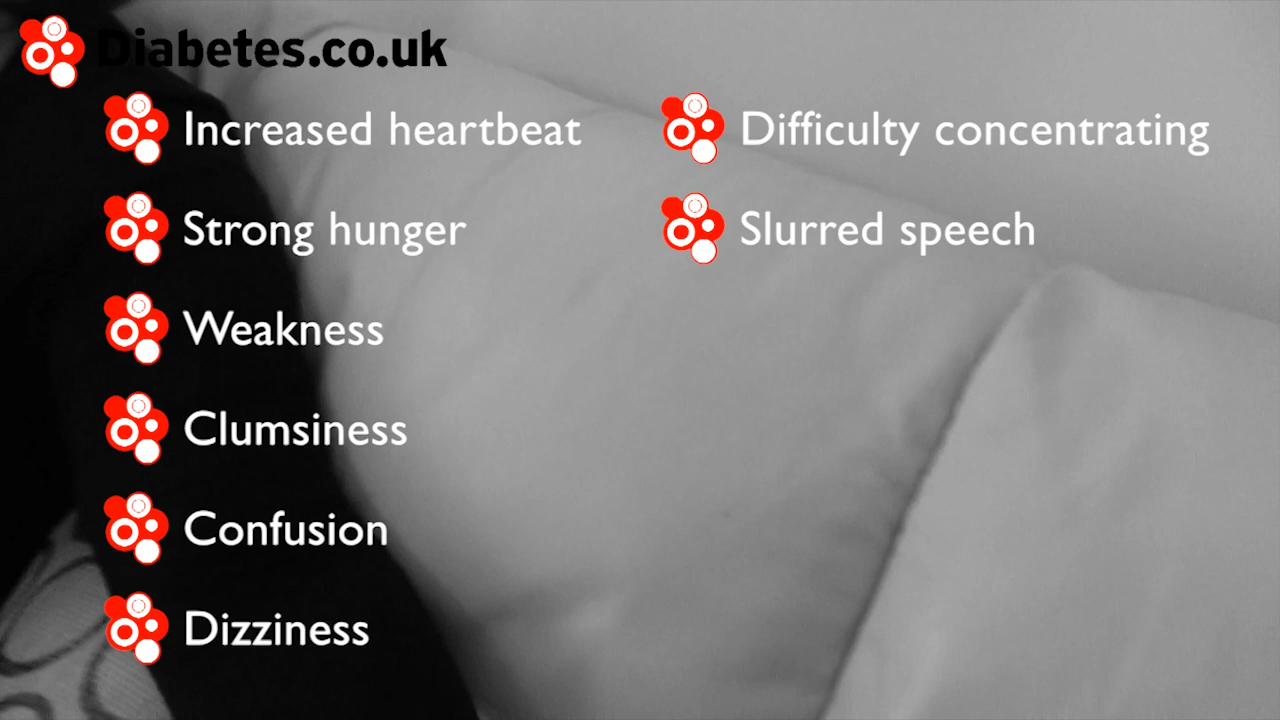 Diabetes.co.uk
Increased heartbeat
Strong hunger
Weakness
Clumsiness
Confusion
Dizziness
Difficulty concentrating
Slurred speech